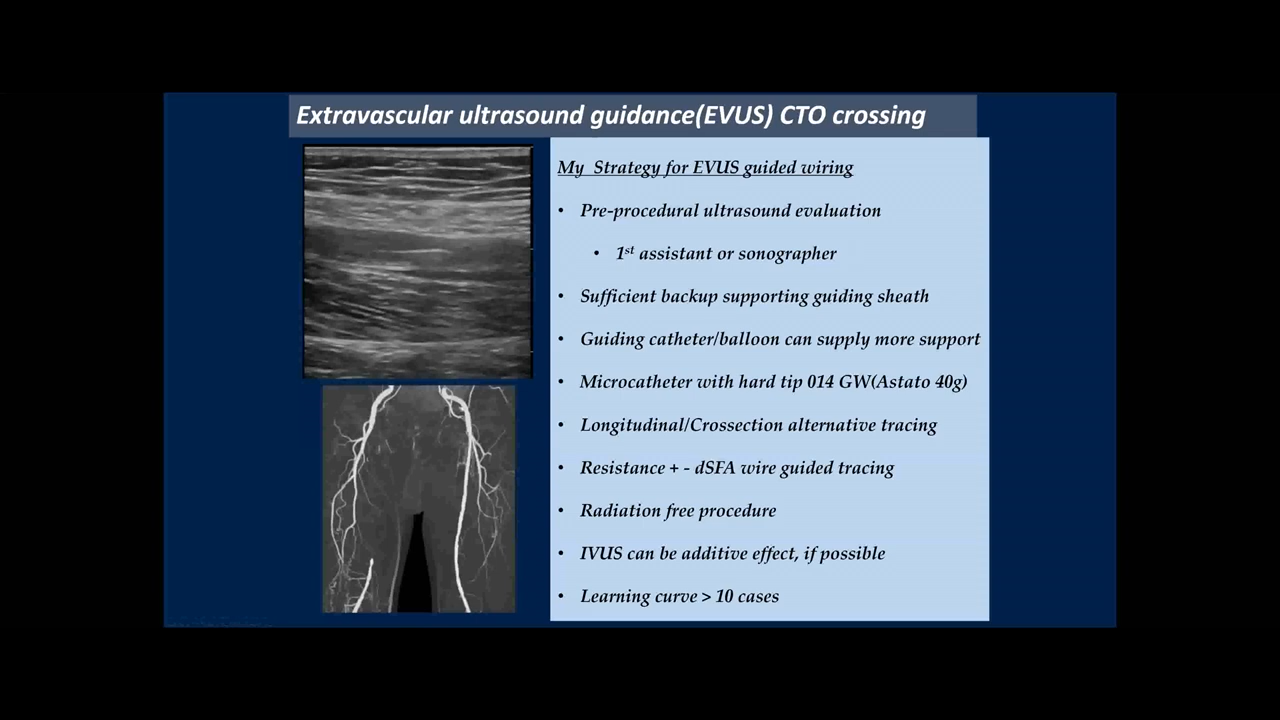 Extravascular ultrasound guidance(EVUS) CTO crossing
My Strategy for EVUS guided wiring
• Pre-procedural ultrasound evaluation
• 1st assistant or sonographer
• Sufficient backup supporting guiding sheath
• Guiding catheter/balloon can supply more support
• Microcatheter with hard tip 014 GW(Astato 40g)
• Longitudinal/Crossection alternative tracing
• Resistance + - dSFA wire guided tracing
• Radiation free procedure
• IVUS can be additive effect, if possible
• Learning curve > 10 cases